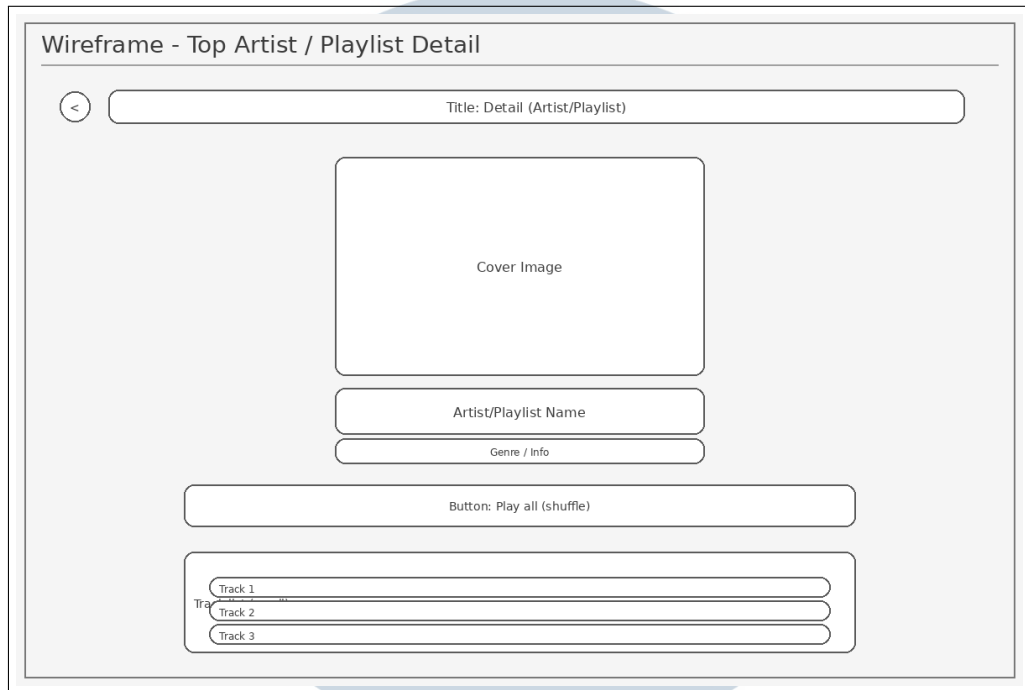 Wireframe - Top Artist / Playlist Detail
<
Title: Detail (Artist/Playlist)
Cover Image
Artist/Playlist Name
Genre / Info
Button: Play all (shuffle)
Track 1
Track 2
Track 3